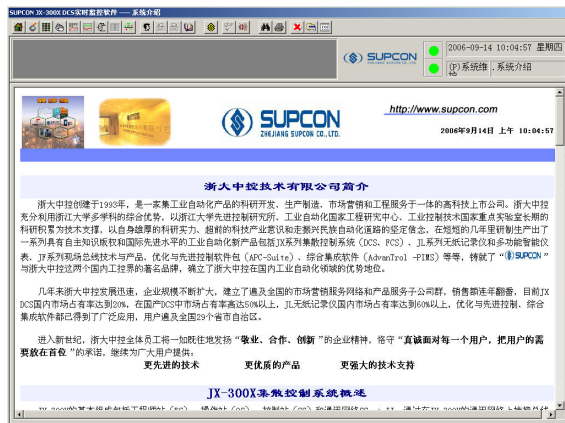 SUPCON JX-300X DCS实时监控软件 —— 系统介绍
SUPCON
2006-09-14 10:04:57 星期四
(P)系统维
.系统介绍
SUPCON
ZHEJIANG SUPCON CO., LTD.
http://www.supcon.com
2006年9月14日 上午 10:04:57
浙大中控技术有限公司简介
浙大中控创建于1993年，是一家集工业自动化产品的科研开发、生产制造、市场营销和工程服务于一体的高科技上市公司。浙大中控
充分利用浙江大学多学科的综合优势，以浙江大学先进控制研究所、工业自动化国家工程研究中心、工业控制技术国家重点实验室长期的
科研积累为技术支撑，以自身雄厚的科研实力、超前的科技产业意识和走振兴民族自动化道路的坚定信念，在短短的几年里研制生产出了
一系列具有自主知识版权和国际先进水平的工业自动化新产品包括JX系列集散控制系统（DCS、FCS）、JL系列无纸记录仪和多功能智能仪
表、JF系列现场总线技术与产品、优化与先进控制软件包（APC-Suite）、综合集成软件（AdvanTrol -PIMS）等等，铸就了 “SUPCON”
与浙大中控这两个国内工控界的著名品牌，确立了浙大中控在国内工业自动化领域的优势地位。
几年来浙大中控发展迅速，企业规模不断扩大，建立了遍及全国的市场营销服务网络和产品服务子公司群，销售额连年翻番，目前JX
DCS国内市场占有率达到20%，在国产DCS中市场占有率高达50%以上，JL无纸记录仪国内市场占有率达到60%以上，优化与先进控制、综合
集成软件都已得到了广泛应用，用户遍及全国29个省市自治区。
进入新世纪，浙大中控全体员工将一如既往地发扬 “敬业、合作、创新 ”的企业精神，恪守 “真诚面对每一个用户，把用户的需
要放在首位 ”的承诺，继续为广大用户提供：
更先进的技术 更优质的产品 更强大的技术支持
JX-300X集散控制系统概述